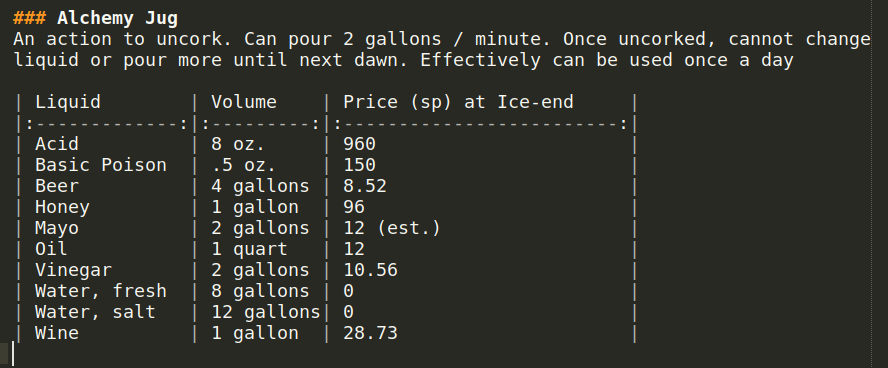 ### Alchemy Jug
An action to uncork. Can pour 2 gallons / minute. Once uncorked, cannot change
liquid or pour more until next dawn. Effectively can be used once a day
| Liquid        | Volume    | Price (sp) at Ice-end     |
|:-------------:|:---------:|:-------------------------:|
| Acid          | 8 oz.     | 960                       |
| Basic Poison  | .5 oz.    | 150                       |
| Beer          | 4 gallons | 8.52                      |
| Honey         | 1 gallon  | 96                        |
| Mayo          | 2 gallons | 12 (est.)                 |
| Oil           | 1 quart   | 12                        |
| Vinegar       | 2 gallons | 10.56                     |
| Water, fresh  | 8 gallons | 0                         |
| Water, salt   | 12 gallons| 0                         |
| Wine          | 1 gallon  | 28.73                     |